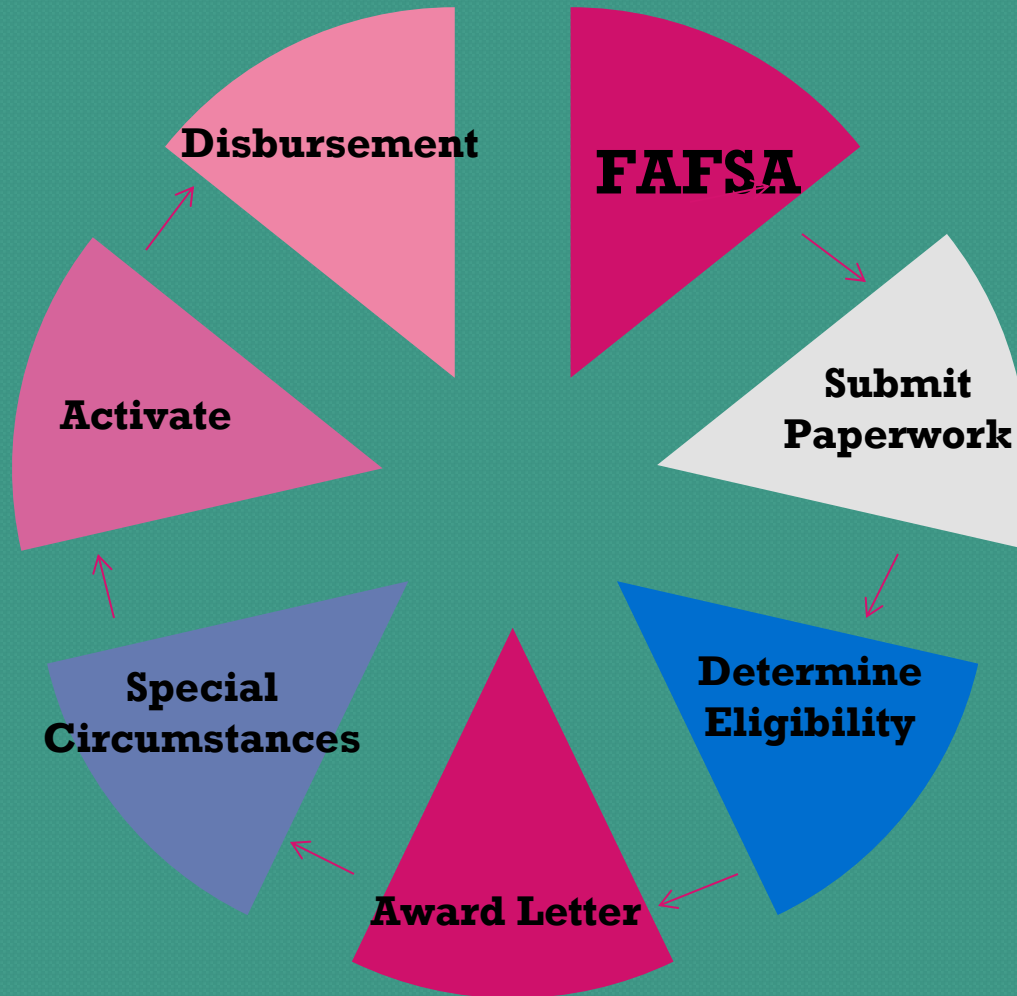 Disbursement
FAFSA
Submit
Paperwork
Activate
Determine
Eligibility
Special
Circumstances
Award Letter